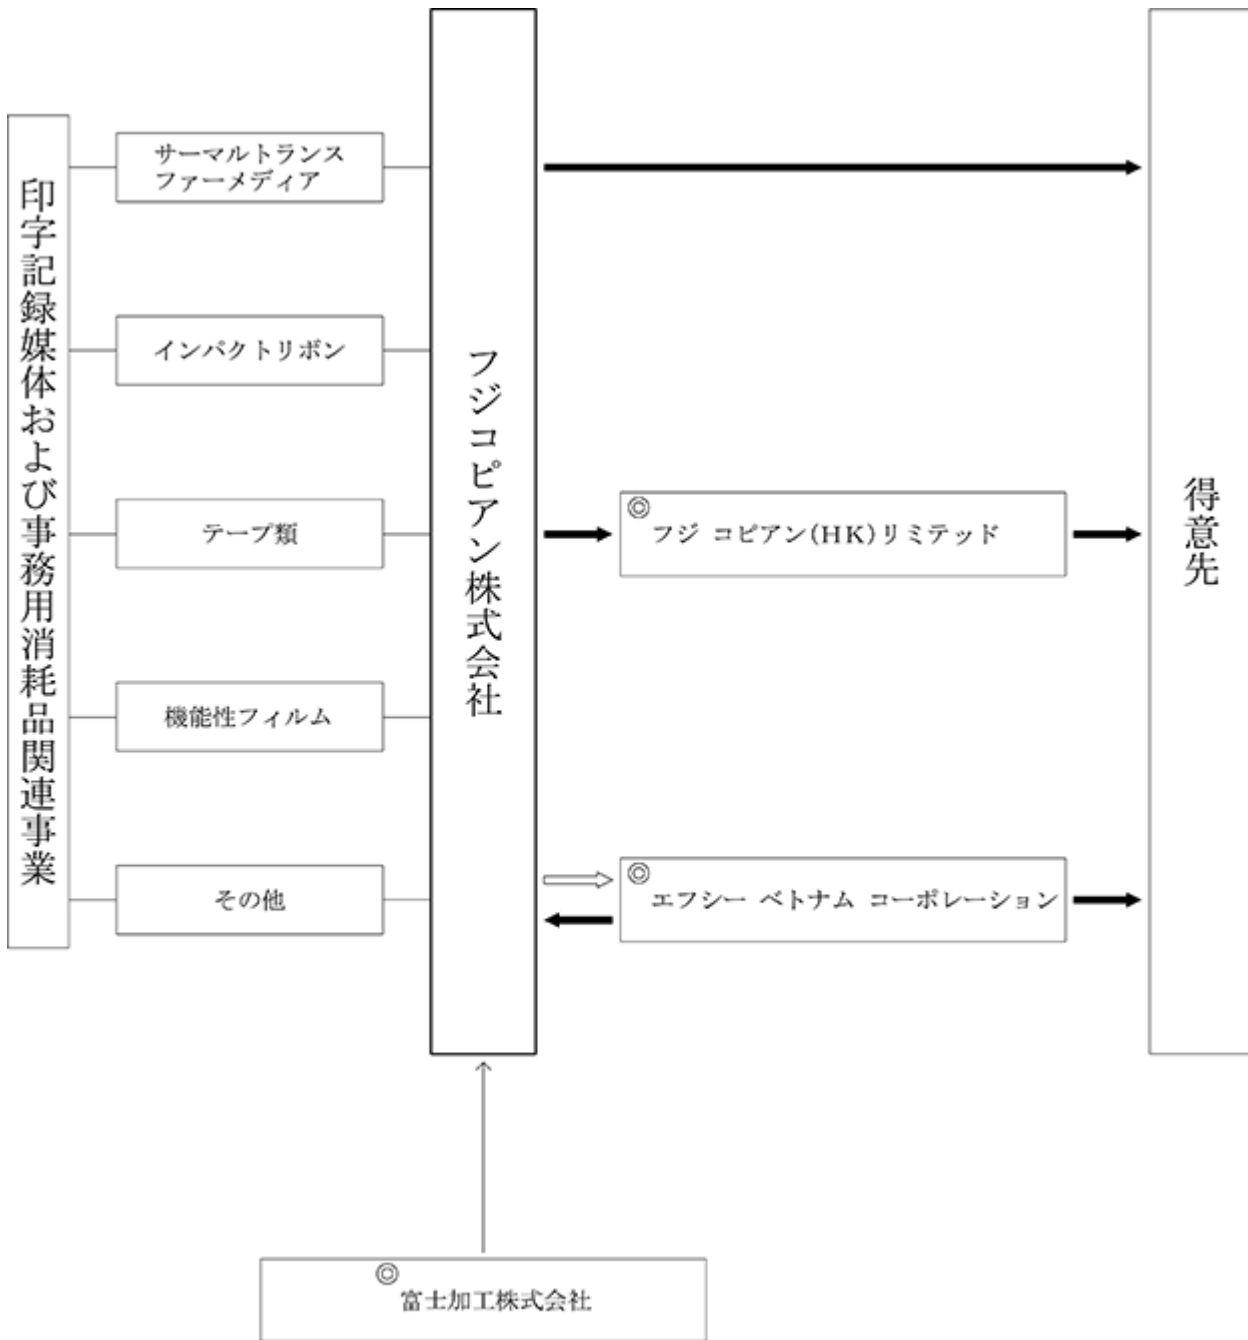 印字記録媒体および事務用消耗品関連事業
サーマルトランス
ファーメディア
インパクトリボン
テープ類
機能性フィルム
その他
フジコピアン株式会社
◎
フジ コピアン(HK)リミテッド
◎
エフシー ベトナム コーポレーション
得意先
◎
富士加工株式会社